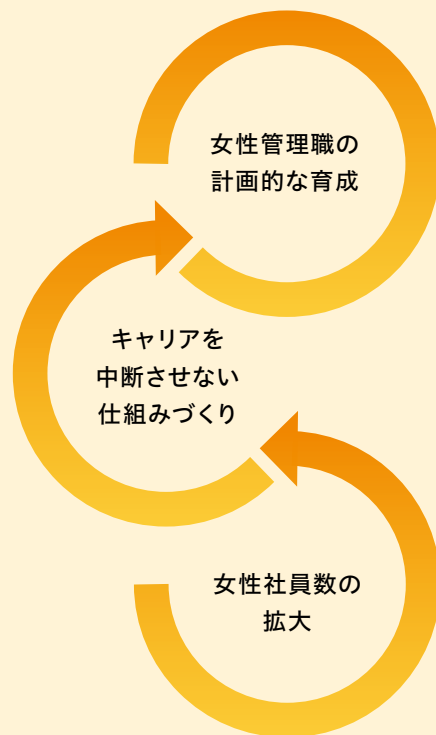 女性管理職の
計画的な育成
キャリアを
中断させない
仕組みづくり
女性社員数の
拡大